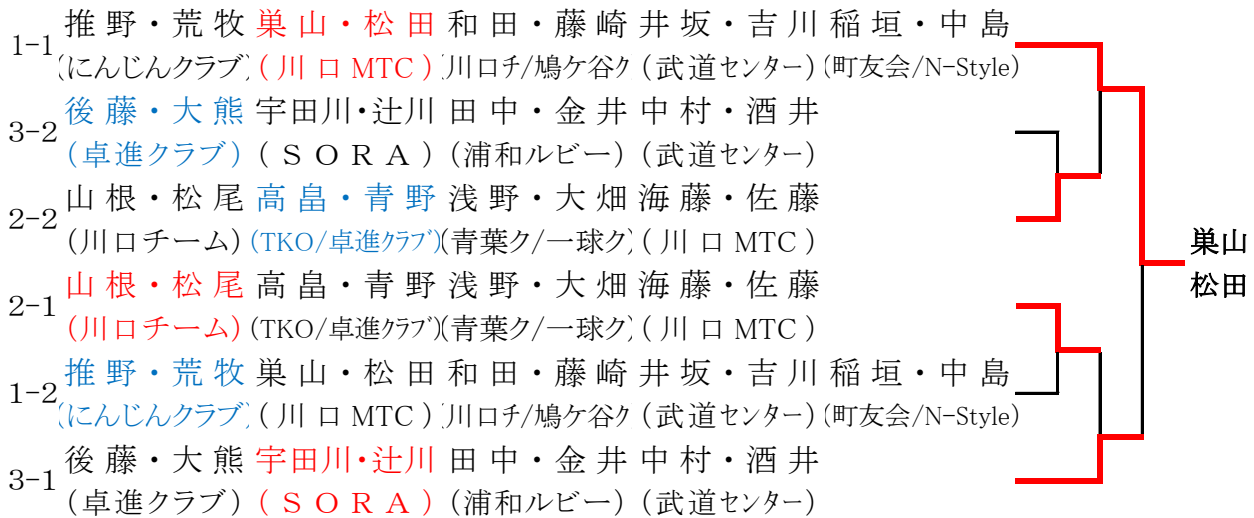 1-1 推野・荒牧 巣山・松田 和田・藤崎 井坂・吉川 稲垣・中島
(にんじんクラブ) (川口MTC) 川口チ/鳩ケ谷ク (武道センター) (町友会/N-Style)
3-2 後藤・大熊 宇田川・辻川 田中・金井 中村・酒井
(卓進クラブ) (SORA) (浦和ルビー) (武道センター)
2-2 山根・松尾 高畠・青野 浅野・大畑 海藤・佐藤
(川口チーム) (TKO/卓進クラブ) (青葉ク/一球ク) (川口MTC)
巣山
松田
2-1 山根・松尾 高畠・青野 浅野・大畑 海藤・佐藤
(川口チーム) (TKO/卓進クラブ) (青葉ク/一球ク) (川口MTC)
1-2 推野・荒牧 巣山・松田 和田・藤崎 井坂・吉川 稲垣・中島
(にんじんクラブ) (川口MTC) 川口チ/鳩ケ谷ク (武道センター) (町友会/N-Style)
3-1 後藤・大熊 宇田川・辻川 田中・金井 中村・酒井
(卓進クラブ) (SORA) (浦和ルビー) (武道センター)